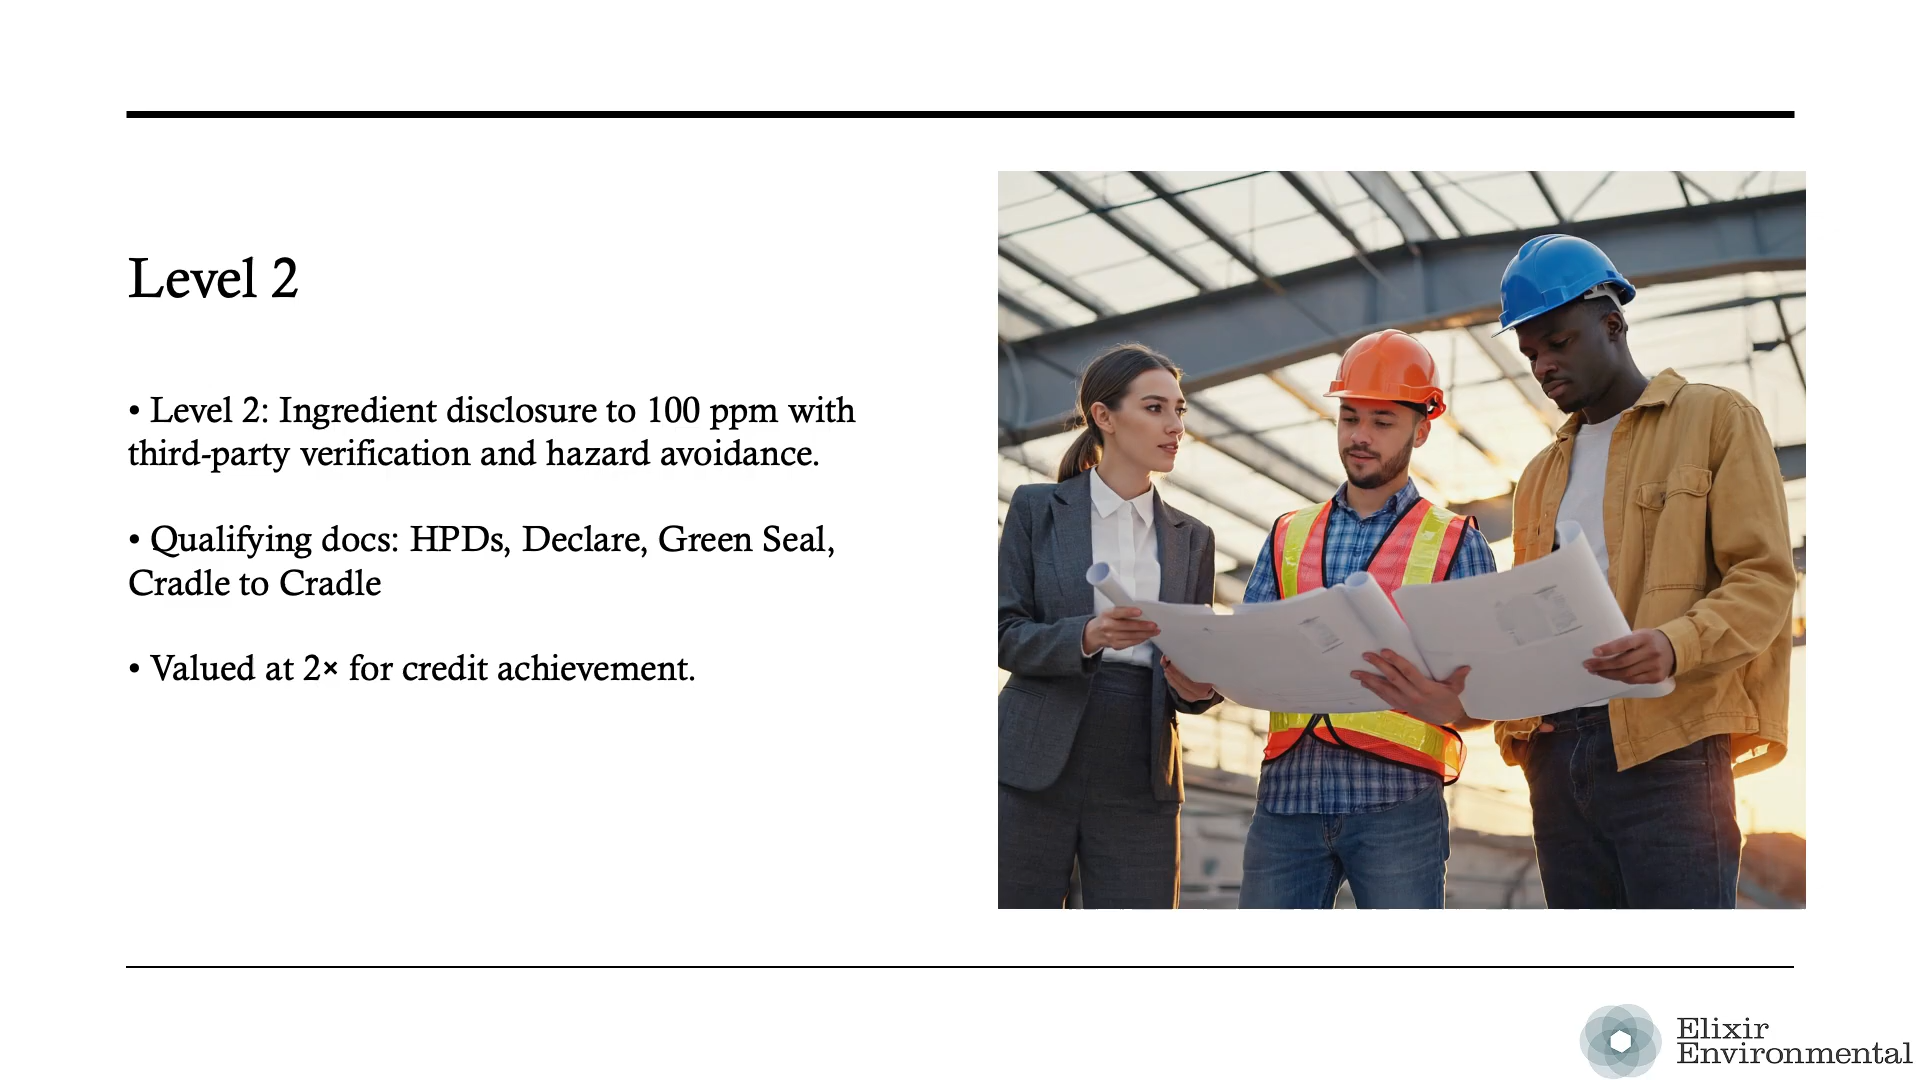 Level 2
• Level 2: Ingredient disclosure to 100 ppm with
third-party verification and hazard avoidance.
• Qualifying docs: HPDs, Declare, Green Seal,
Cradle to Cradle
• Valued at 2× for credit achievement.
Elixir
Environmental